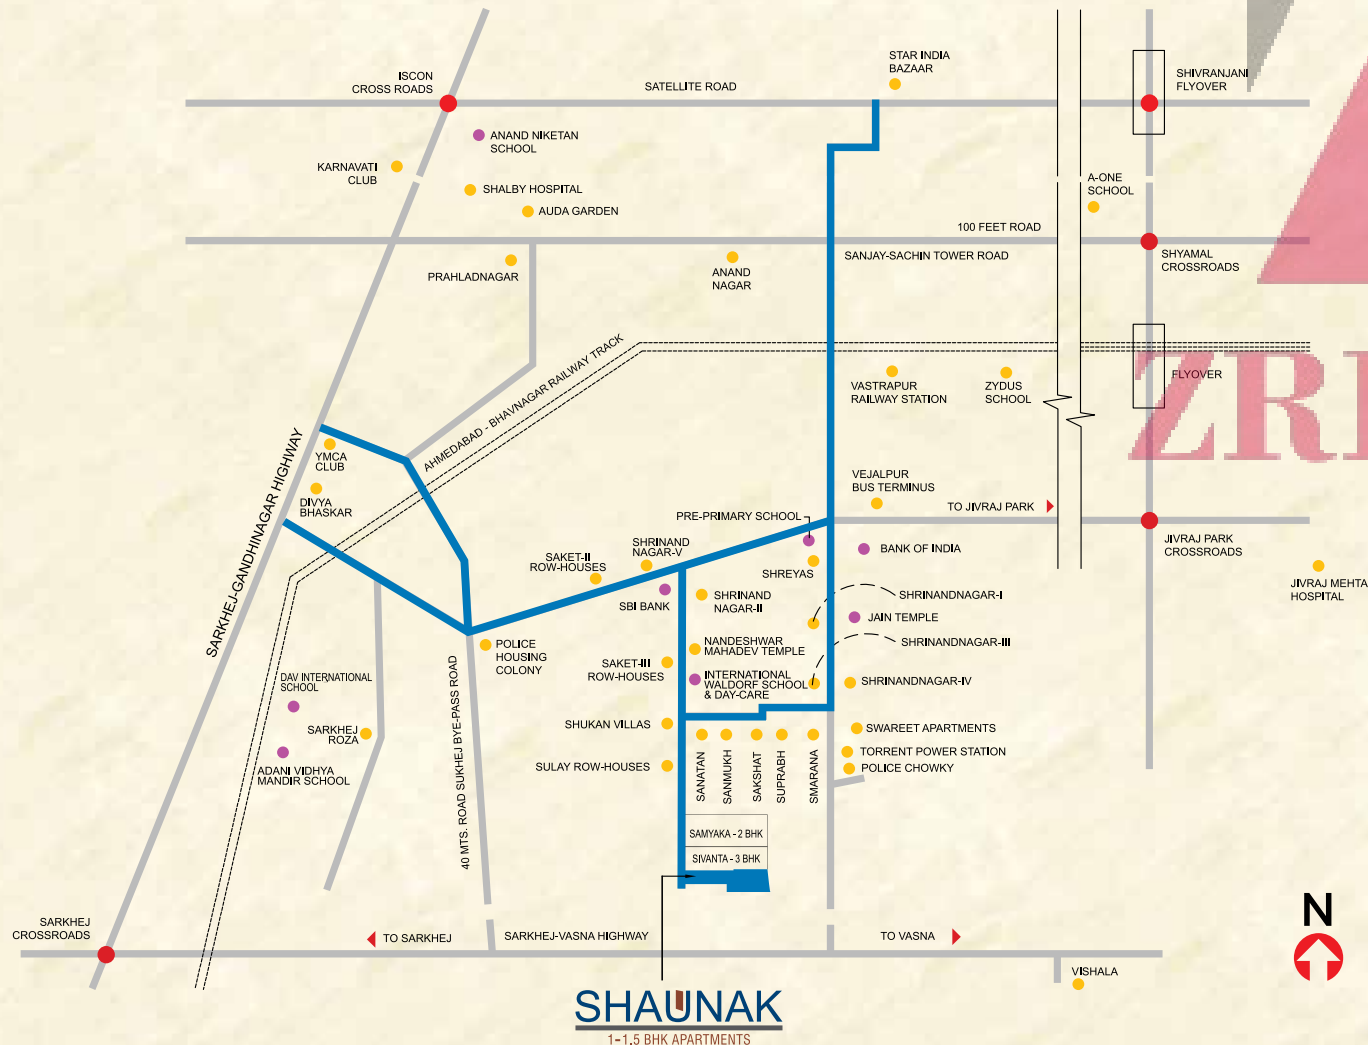 STAR INDIA
BAZAAR
ISCON
CROSS ROADS
SATELLITE ROAD
SHIVRANJANI
FLYOVER
ANAND NIKETAN
SCHOOL
KARNAVATI
CLUB
SHALBY HOSPITAL
AUDA GARDEN
A-ONE
SCHOOL
100 FEET ROAD
SANJAY-SACHIN TOWER ROAD
SHYAMAL
CROSSROADS
PRAHLADNAGAR
ANAND
NAGAR
AHMEDABAD - BHAVNAGAR RAILWAY TRACK
VASTRAPUR
RAILWAY STATION
ZYDUS
SCHOOL
FLYOVER
ZRI
SARKHEJ-GANDHINAGAR HIGHWAY
YMCA
CLUB
DIVYA
BHASKAR
VEJALPUR
BUS TERMINUS
TO JIVRAJ PARK
PRE-PRIMARY SCHOOL
JIVRAJ PARK
CROSSROADS
BANK OF INDIA
SHRINAND
NAGAR-V
SAKET-II
ROW-HOUSES
SHREYAS
JIVRAJ MEHTA
HOSPITAL
SBI BANK
SHRINAND
NAGAR-II
SHRINANDNAGAR-I
JAIN TEMPLE
SHRINANDNAGAR-III
POLICE
HOUSING
COLONY
NANDESHWAR
MAHADEV TEMPLE
SAKET-III
ROW-HOUSES
INTERNATIONAL
WALDORF SCHOOL
& DAY-CARE
SHRINANDNAGAR-IV
DAV INTERNATIONAL
SCHOOL
SARKHEJ
ROZA
ADANI VIDHYA
MANDIR SCHOOL
40 MTS. ROAD SUKHEJ BYE-PASS ROAD
SHUKAN VILLAS
SULAY ROW-HOUSES
SWAREET APARTMENTS
TORRENT POWER STATION
POLICE CHOWKY
SANATAN
SANMUKH
SAKSHAT
SUPRABH
SMARANA
SAMYAKA - 2 BHK
SIVANTA - 3 BHK
SARKHEJ
CROSSROADS
TO SARKHEJ
SARKHEJ-VASNA HIGHWAY
TO VASNA
VISHALA
N
SHAUNAK
1-1.5 BHK APARTMENTS